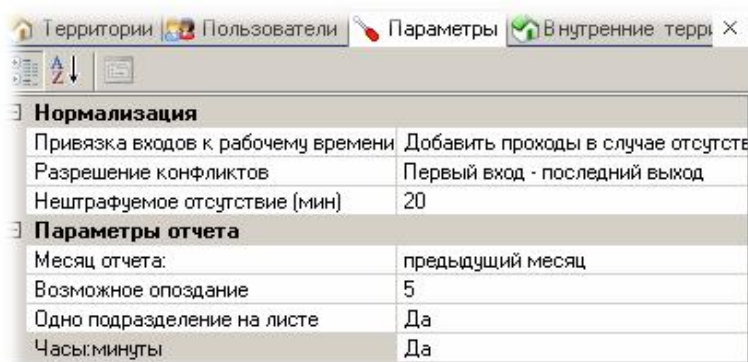 Территории Пользователи Параметры Внутренние
Нормализация
Привязка входов к рабочему времени Добавить проходы в случае
Разрешение конфликтов Первый вход - последний выход
Нештрафуемое отсутствие (мин) 20
Параметры отчета
Месяц отчета: предыдущий месяц
Возможное опоздание 5
Одно подразделение на листе Да
Часы:минуты Да